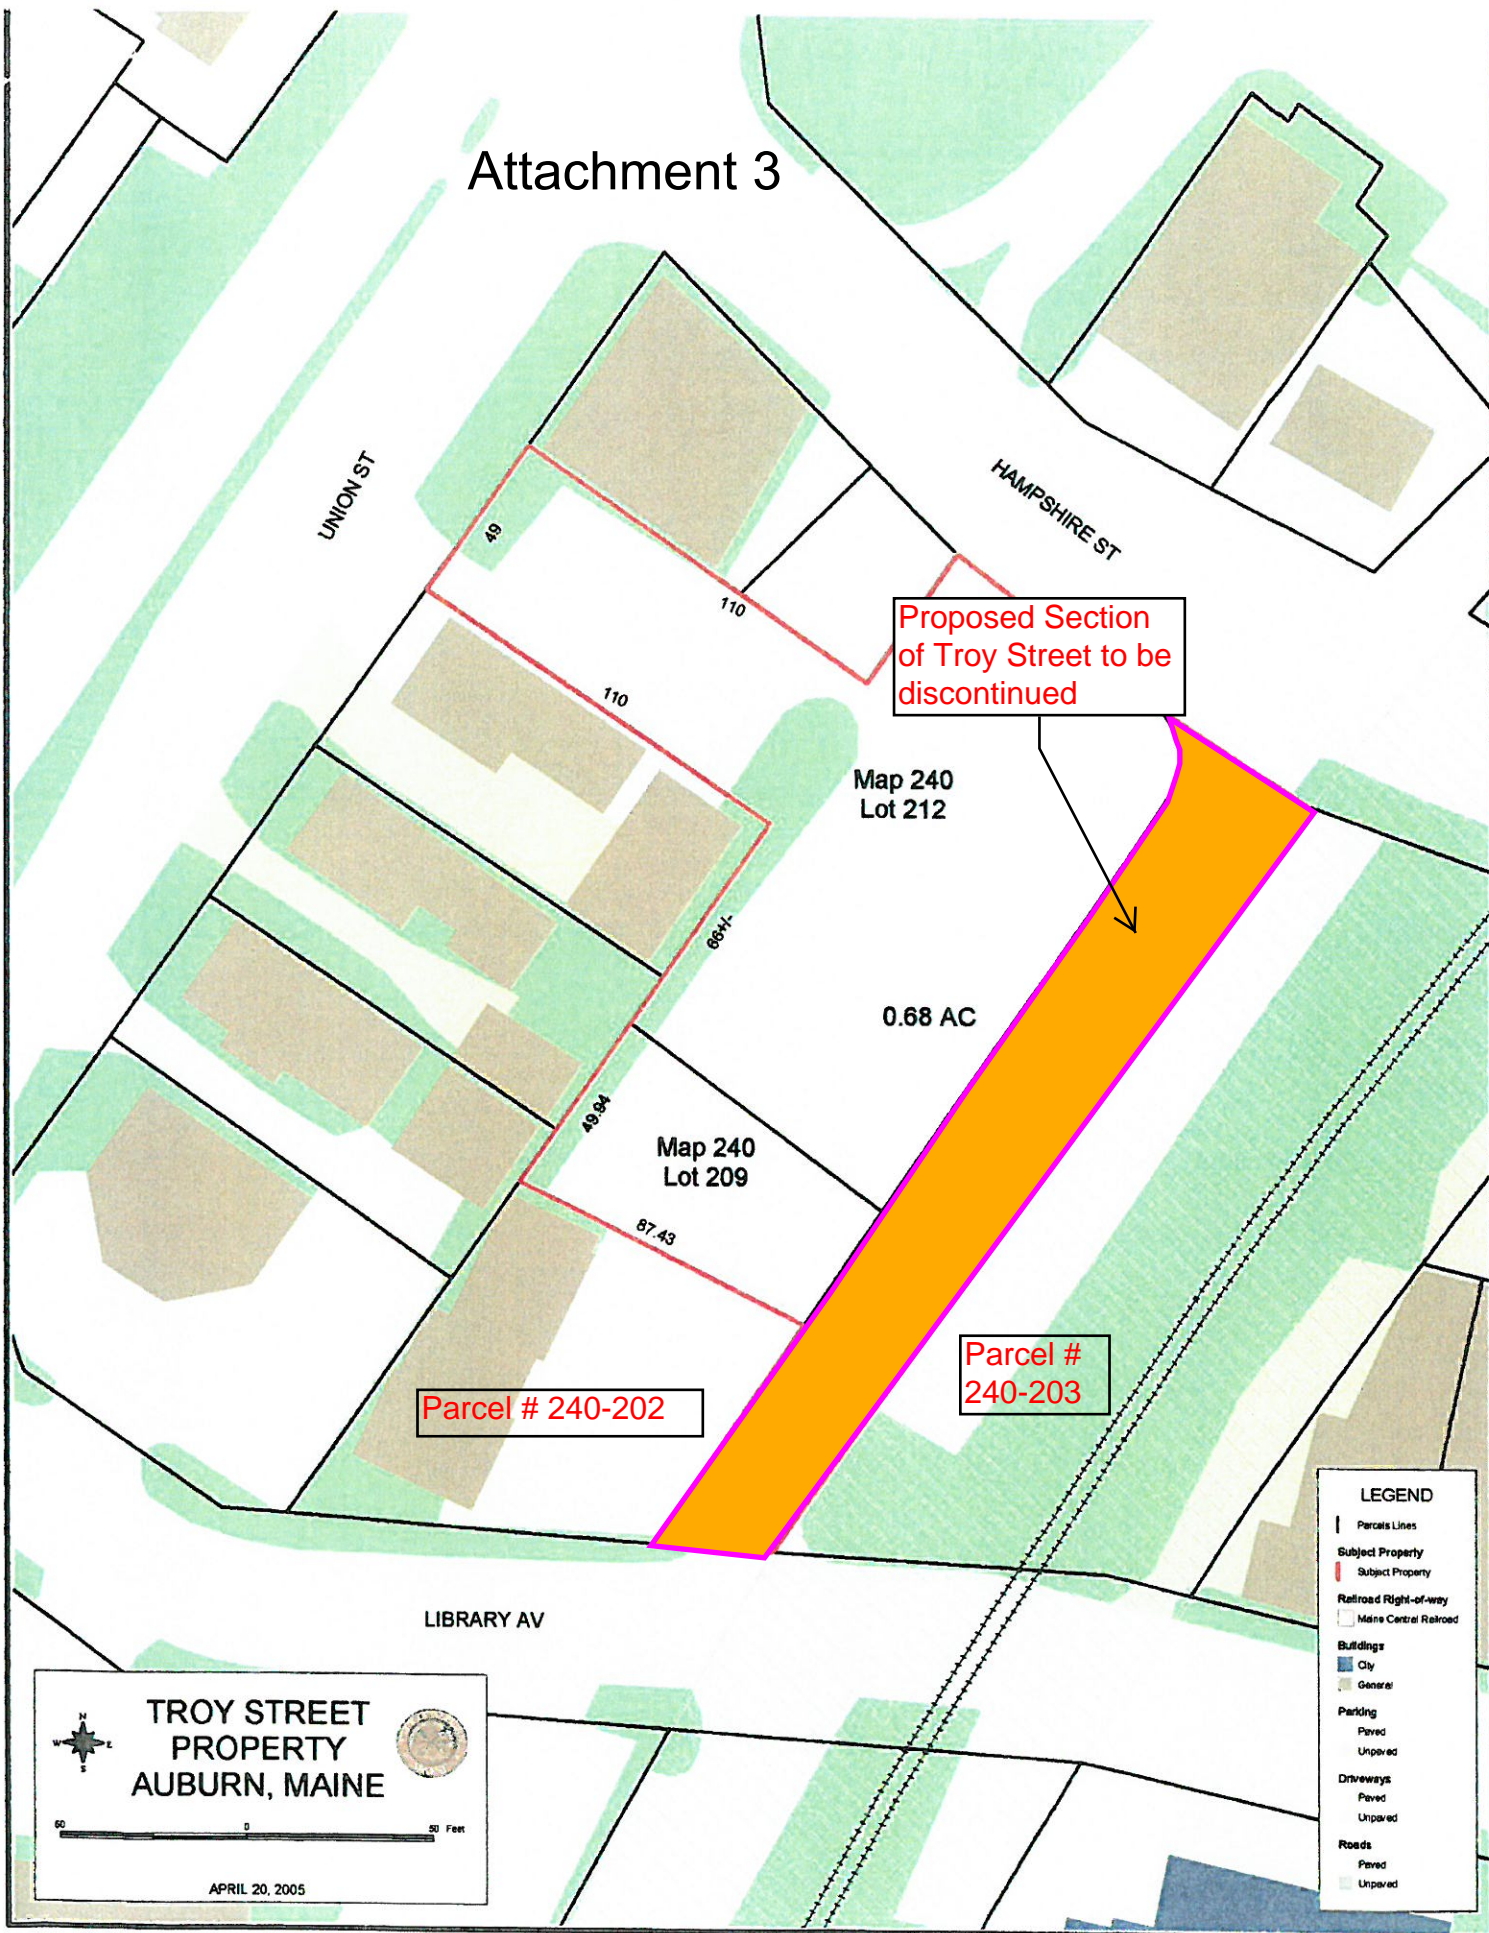 Attachment 3
UNION ST
HAMPSHIRE ST
49
110
110
Proposed Section
of Troy Street to be
discontinued
Map 240
Lot 212
66+/-
0.68 AC
49.94
Map 240
Lot 209
87.43
Parcel #
240-203
Parcel # 240-202
LIBRARY AV
LEGEND
Parcels Lines
Subject Property
Subject Property
Railroad Right-of-way
Maine Central Railroad
Buildings
City
General
Parking
Paved
Unpaved
Driveways
Paved
Unpaved
Roads
Paved
Unpaved
N
W E
S
TROY STREET
PROPERTY
AUBURN, MAINE
50 0 50 Feet
APRIL 20, 2005